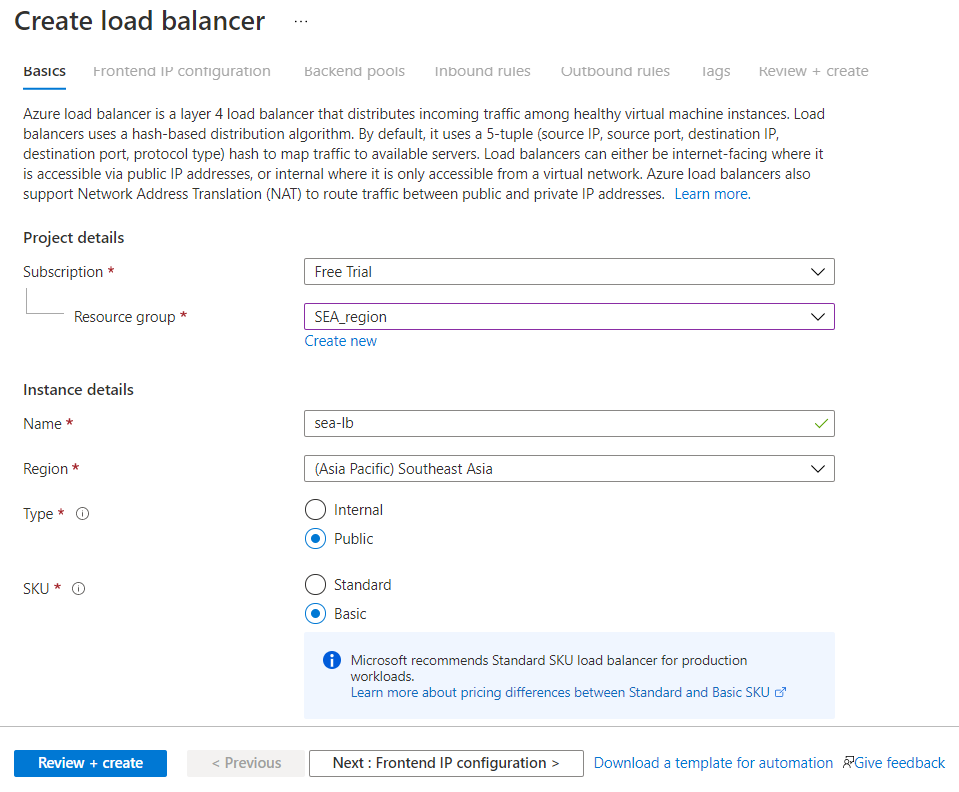 Create load balancer ...
Basics Frontend IP configuration Backend pools Inbound rules Outbound rules Tags Review + create
Azure load balancer is a layer 4 load balancer that distributes incoming traffic among healthy virtual machine instances. Load
balancers uses a hash-based distribution algorithm. By default, it uses a 5-tuple (source IP, source port, destination IP,
destination port, protocol type) hash to map traffic to available servers. Load balancers can either be internet-facing where it
is accessible via public IP addresses, or internal where it is only accessible from a virtual network. Azure load balancers also
support Network Address Translation (NAT) to route traffic between public and private IP addresses. Learn more.
Project details
Subscription * Free Trial
Resource group * SEA_region
Create new
Instance details
Name * sea-lb
Region * (Asia Pacific) Southeast Asia
Type * Internal
Public
SKU * Standard
Basic
Microsoft recommends Standard SKU load balancer for production
workloads.
Learn more about pricing differences between Standard and Basic SKU
Review + create < Previous Next : Frontend IP configuration > Download a template for automation Give feedback